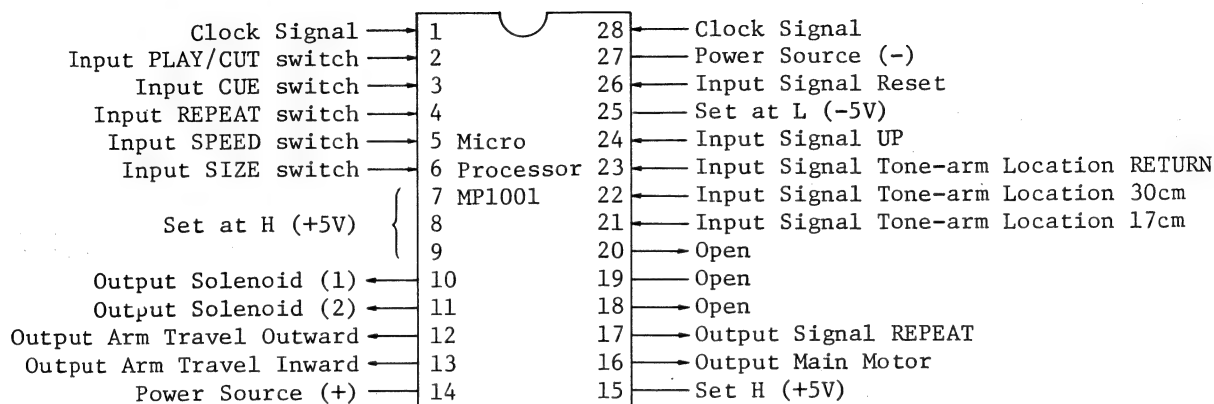 Clock Signal 1 28 Clock Signal
Input PLAY/CUT switch 2 27 Power Source (-)
Input CUE switch 3 26 Input Signal Reset
Input REPEAT switch 4 25 Set at L (-5V)
Input SPEED switch 5 Micro 24 Input Signal UP
Input SIZE switch 6 Processor 23 Input Signal Tone-arm Location RETURN
7 MP1001 22 Input Signal Tone-arm Location 30cm
Set at H (+5V) 8 21 Input Signal Tone-arm Location 17cm
9 20 Open
Output Solenoid (1) 10 19 Open
Output Solenoid (2) 11 18 Open
Output Arm Travel Outward 12 17 Output Signal REPEAT
Output Arm Travel Inward 13 16 Output Main Motor
Power Source (+) 14 15 Set H (+5V)